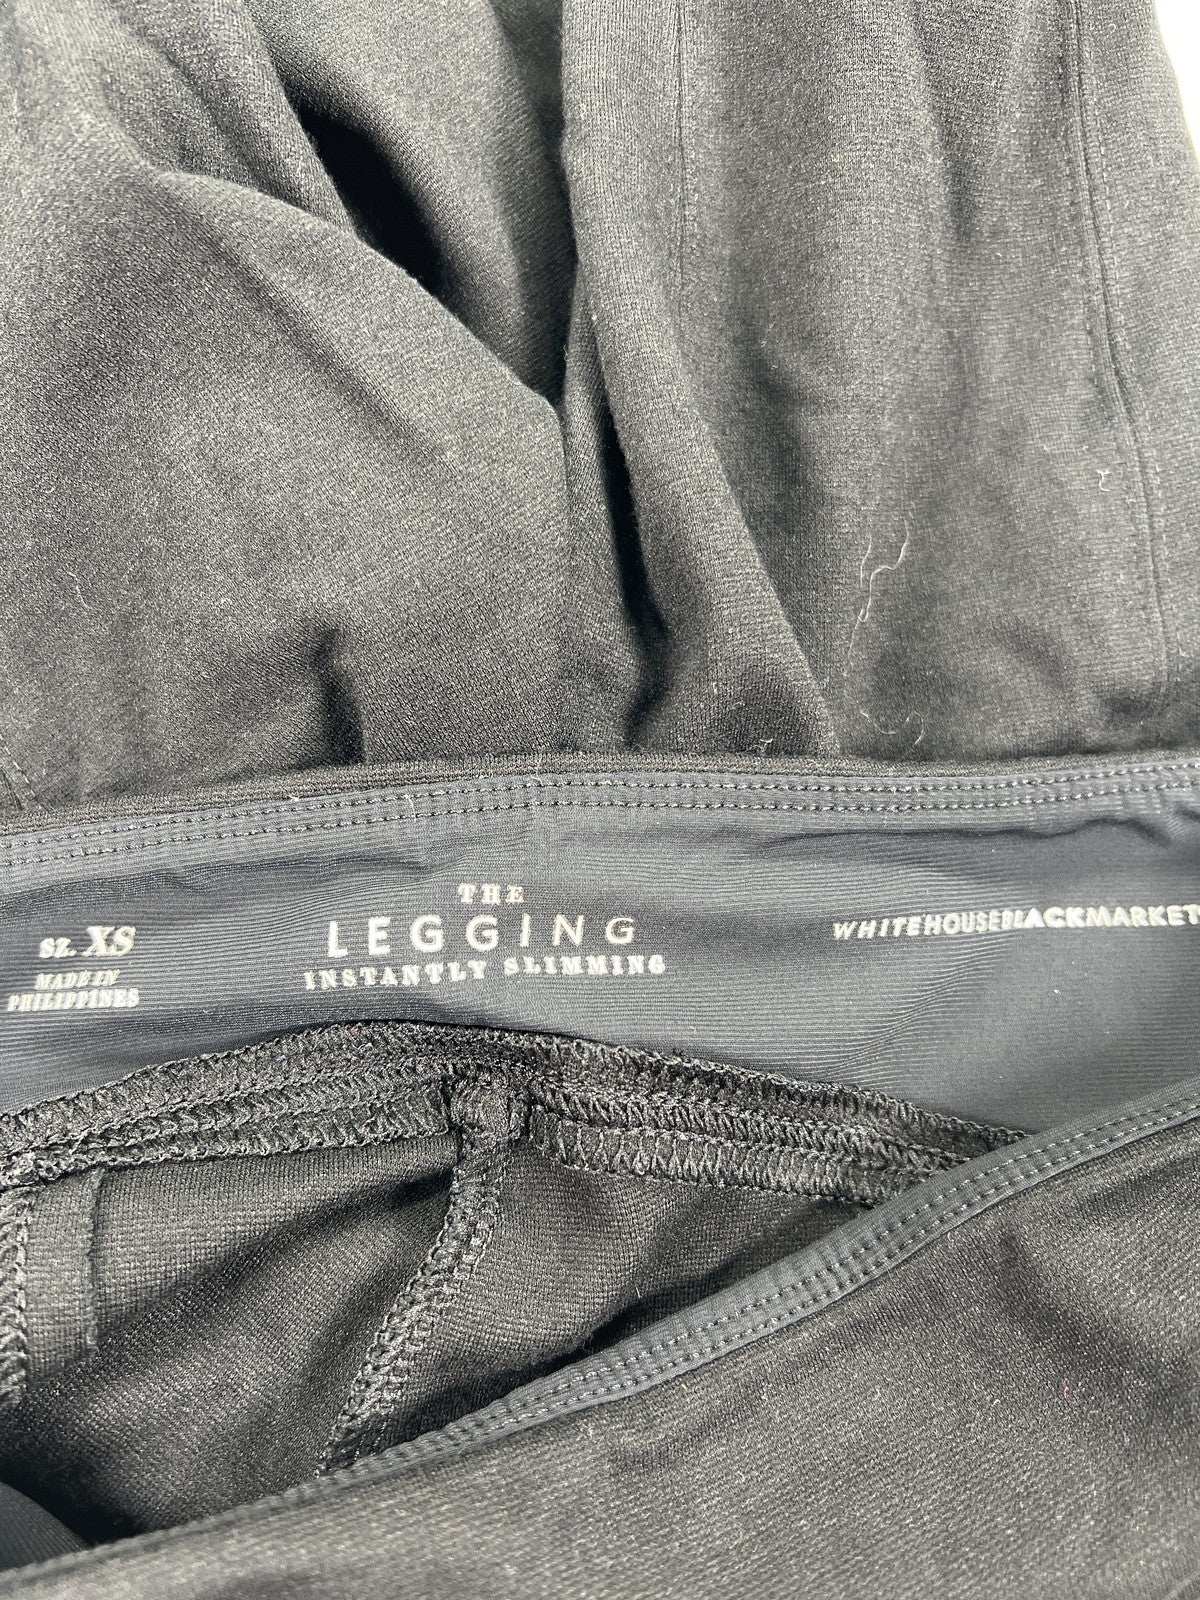 SZ. XS
MADE IN
PHILIPPINES
THE
LEGGING
INSTANTLY SLIMMING
WHITEHOUSEBLACKMARKET